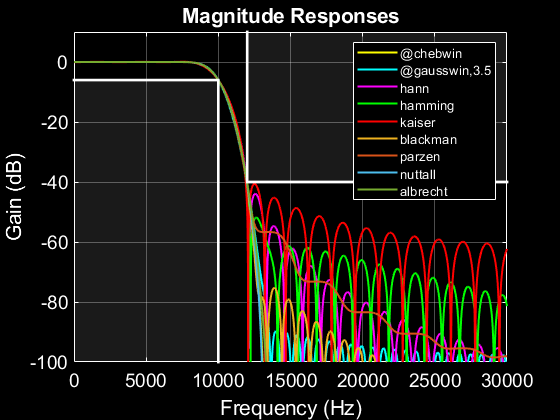 Magnitude Responses
Gain (dB)
0
-20
-40
-60
-80
-100
@chebwin
@gausswin,3.5
hann
hamming
kaiser
blackman
parzen
nuttall
albrecht
0 5000 10000 15000 20000 25000 30000
Frequency (Hz)